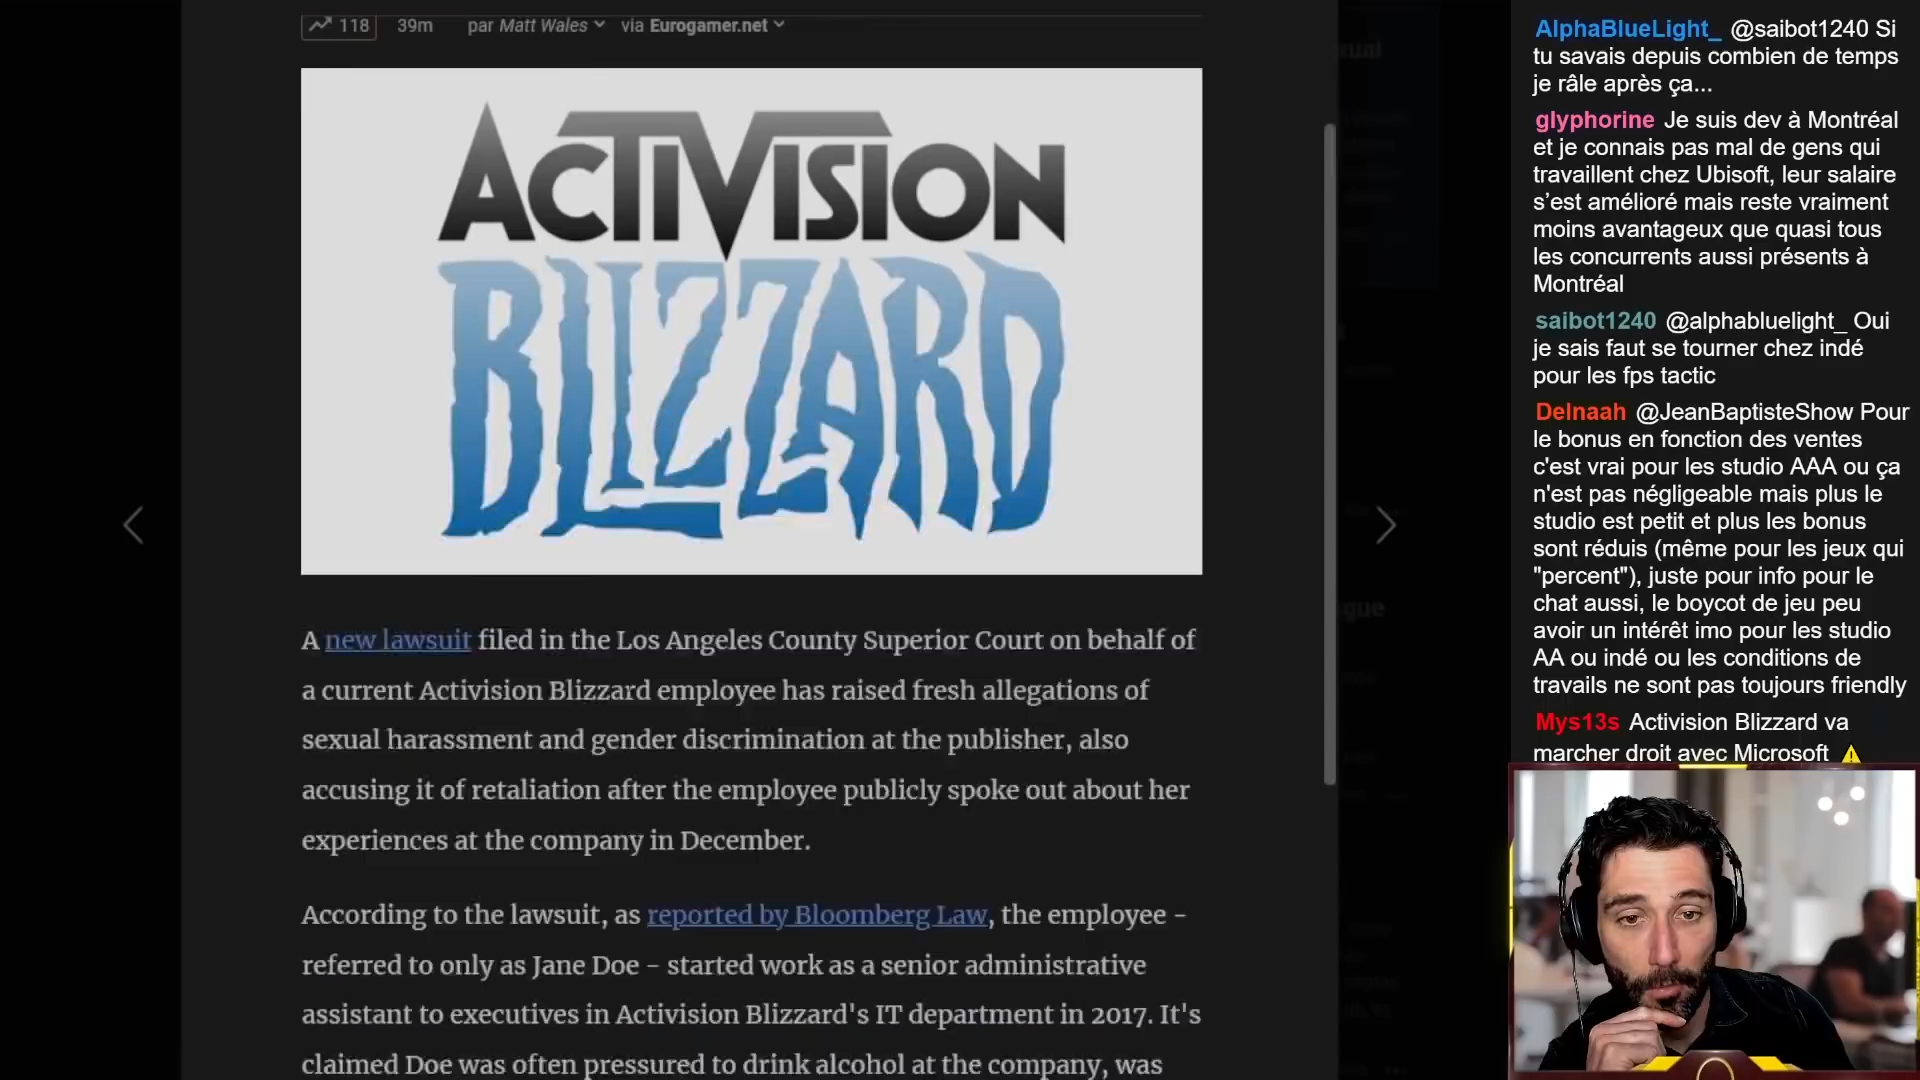 118 39m par Matt Wales via Eurogamer.net
ACTIVISION
BLIZZARD
A new lawsuit filed in the Los Angeles County Superior Court on behalf of
a current Activision Blizzard employee has raised fresh allegations of
sexual harassment and gender discrimination at the publisher, also
accusing it of retaliation after the employee publicly spoke out about her
experiences at the company in December.
According to the lawsuit, as reported by Bloomberg Law, the employee -
referred to only as Jane Doe - started work as a senior administrative
assistant to executives in Activision Blizzard's IT department in 2017. It's
claimed Doe was often pressured to drink alcohol at the company, was
AlphaBlueLight_ @saibot1240 Si
tu savais depuis combien de temps
je râle après ça...
glyphorine Je suis dev à Montréal
et je connais pas mal de gens qui
travaillent chez Ubisoft, leur salaire
s’est amélioré mais reste vraiment
moins avantageux que quasi tous
les concurrents aussi présents à
Montréal
saibot1240 @alphabluelight_ Oui
je sais faut se tourner chez indé
pour les fps tactic
Delnaah @JeanBaptisteShow Pour
le bonus en fonction des ventes
c'est vrai pour les studio AAA ou ça
n'est pas négligeable mais plus le
studio est petit et plus les bonus
sont réduis (même pour les jeux qui
"percent"), juste pour info pour le
chat aussi, le boycot de jeu peu
avoir un intérêt imo pour les studio
AA ou indé ou les conditions de
travails ne sont pas toujours friendly
Mys13s Activision Blizzard va
marcher droit avec Microsoft ⚠